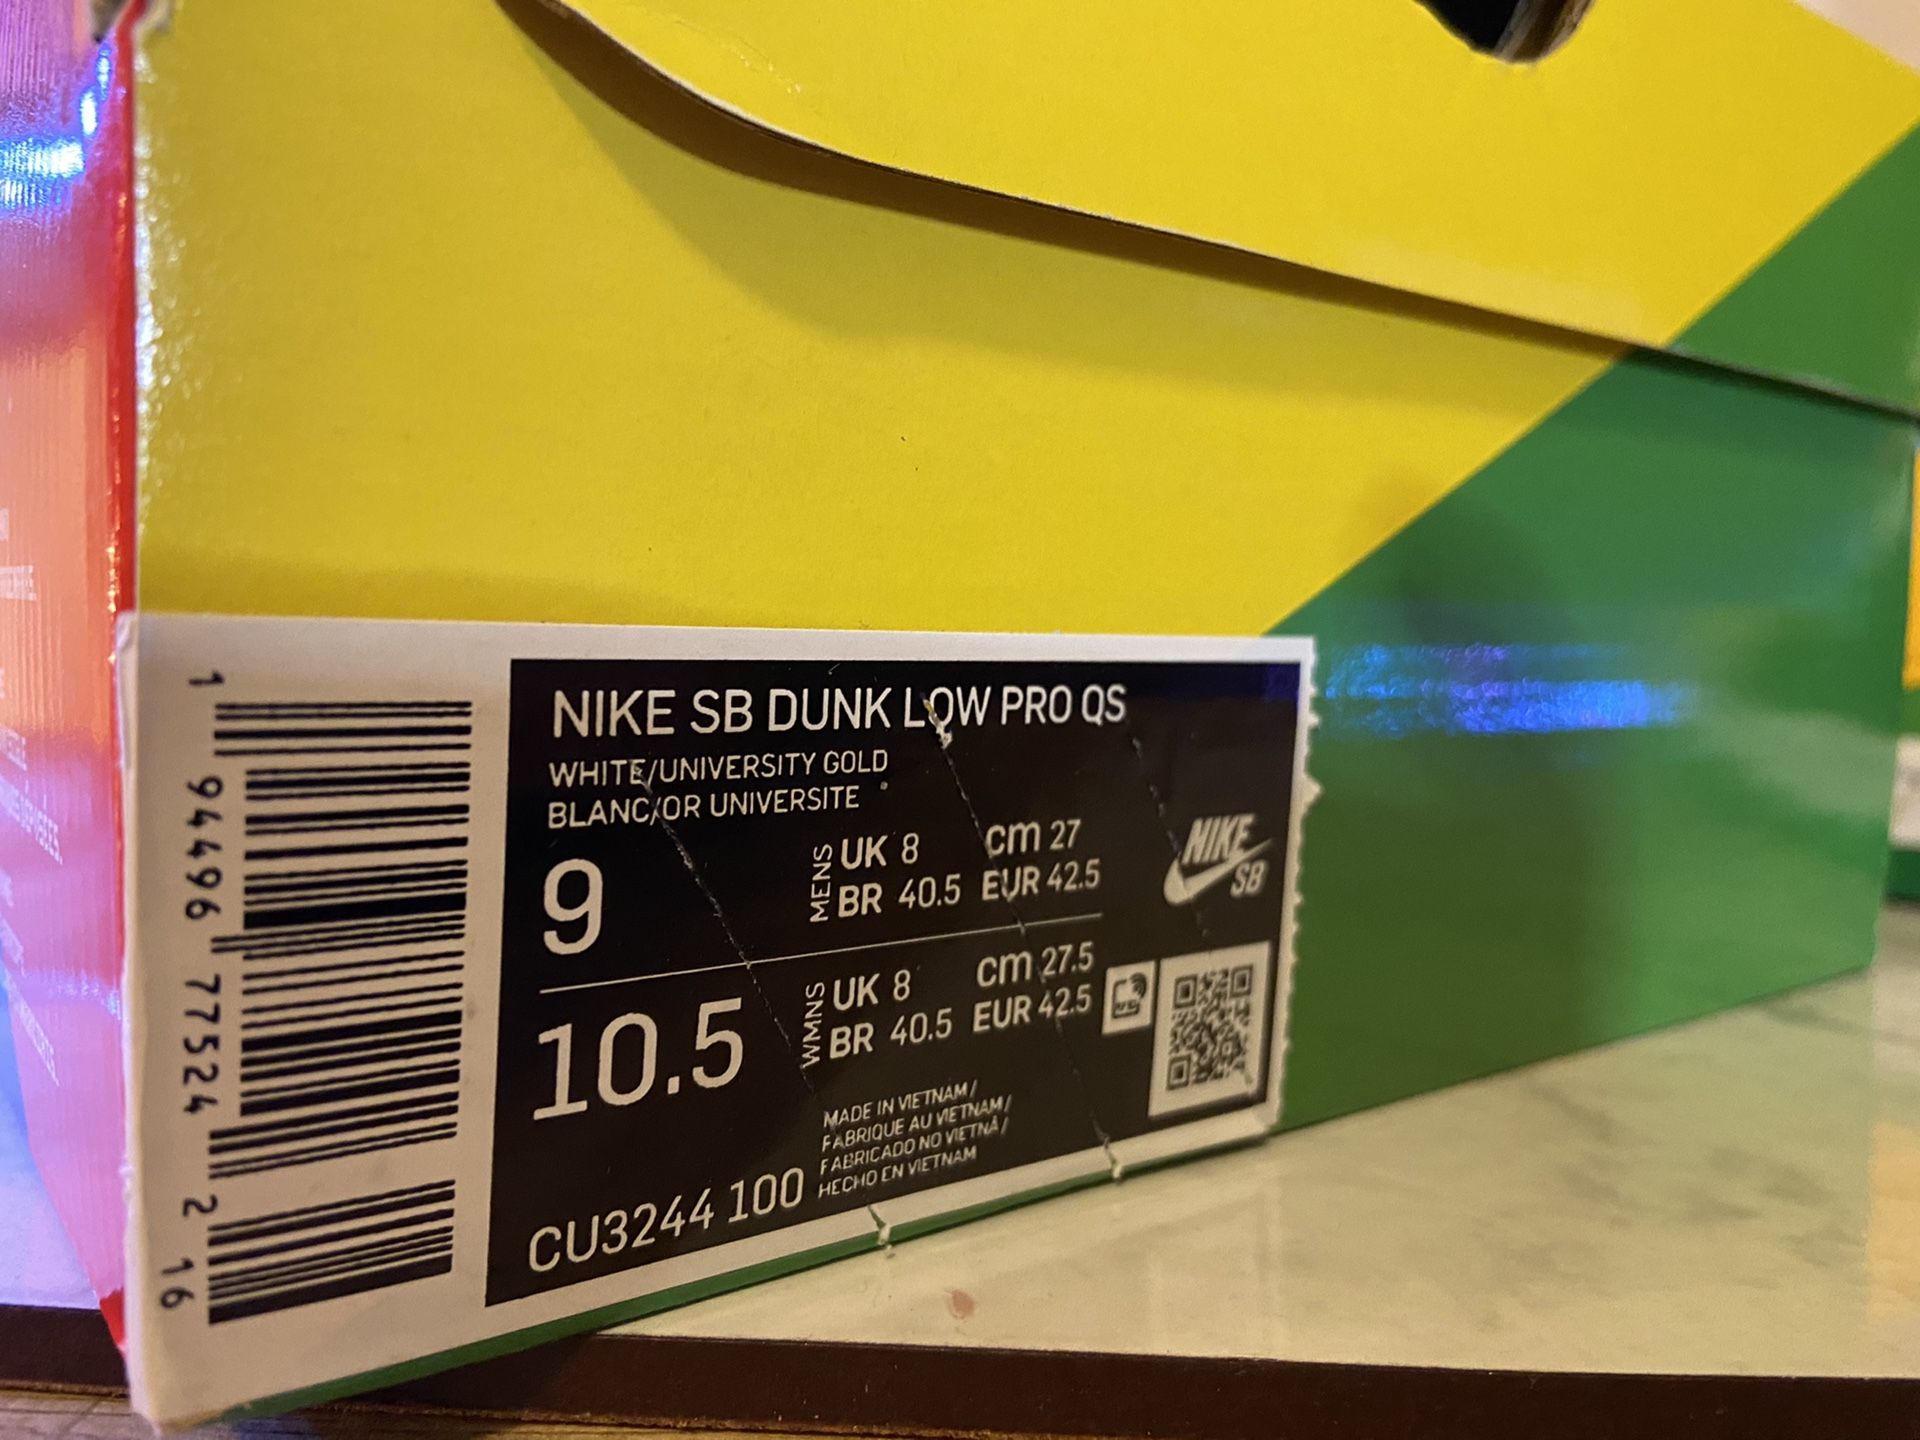 NIKE SB DUNK LOW PRO QS
WHITE/UNIVERSITY GOLD
BLANC/OR UNIVERSITE
9
MENS
UK 8
cm 27
BR 40.5
EUR 42.5
NIKE
SB
10.5
WMNS
UK 8
cm 27.5
BR 40.5
EUR 42.5
MADE IN VIETNAM/
FABRIQUE AU VIETNAM/
FABRICADO NO VIETNÃ/
HECHO EN VIETNAM
CU3244 100
1 94496 77524 2 16